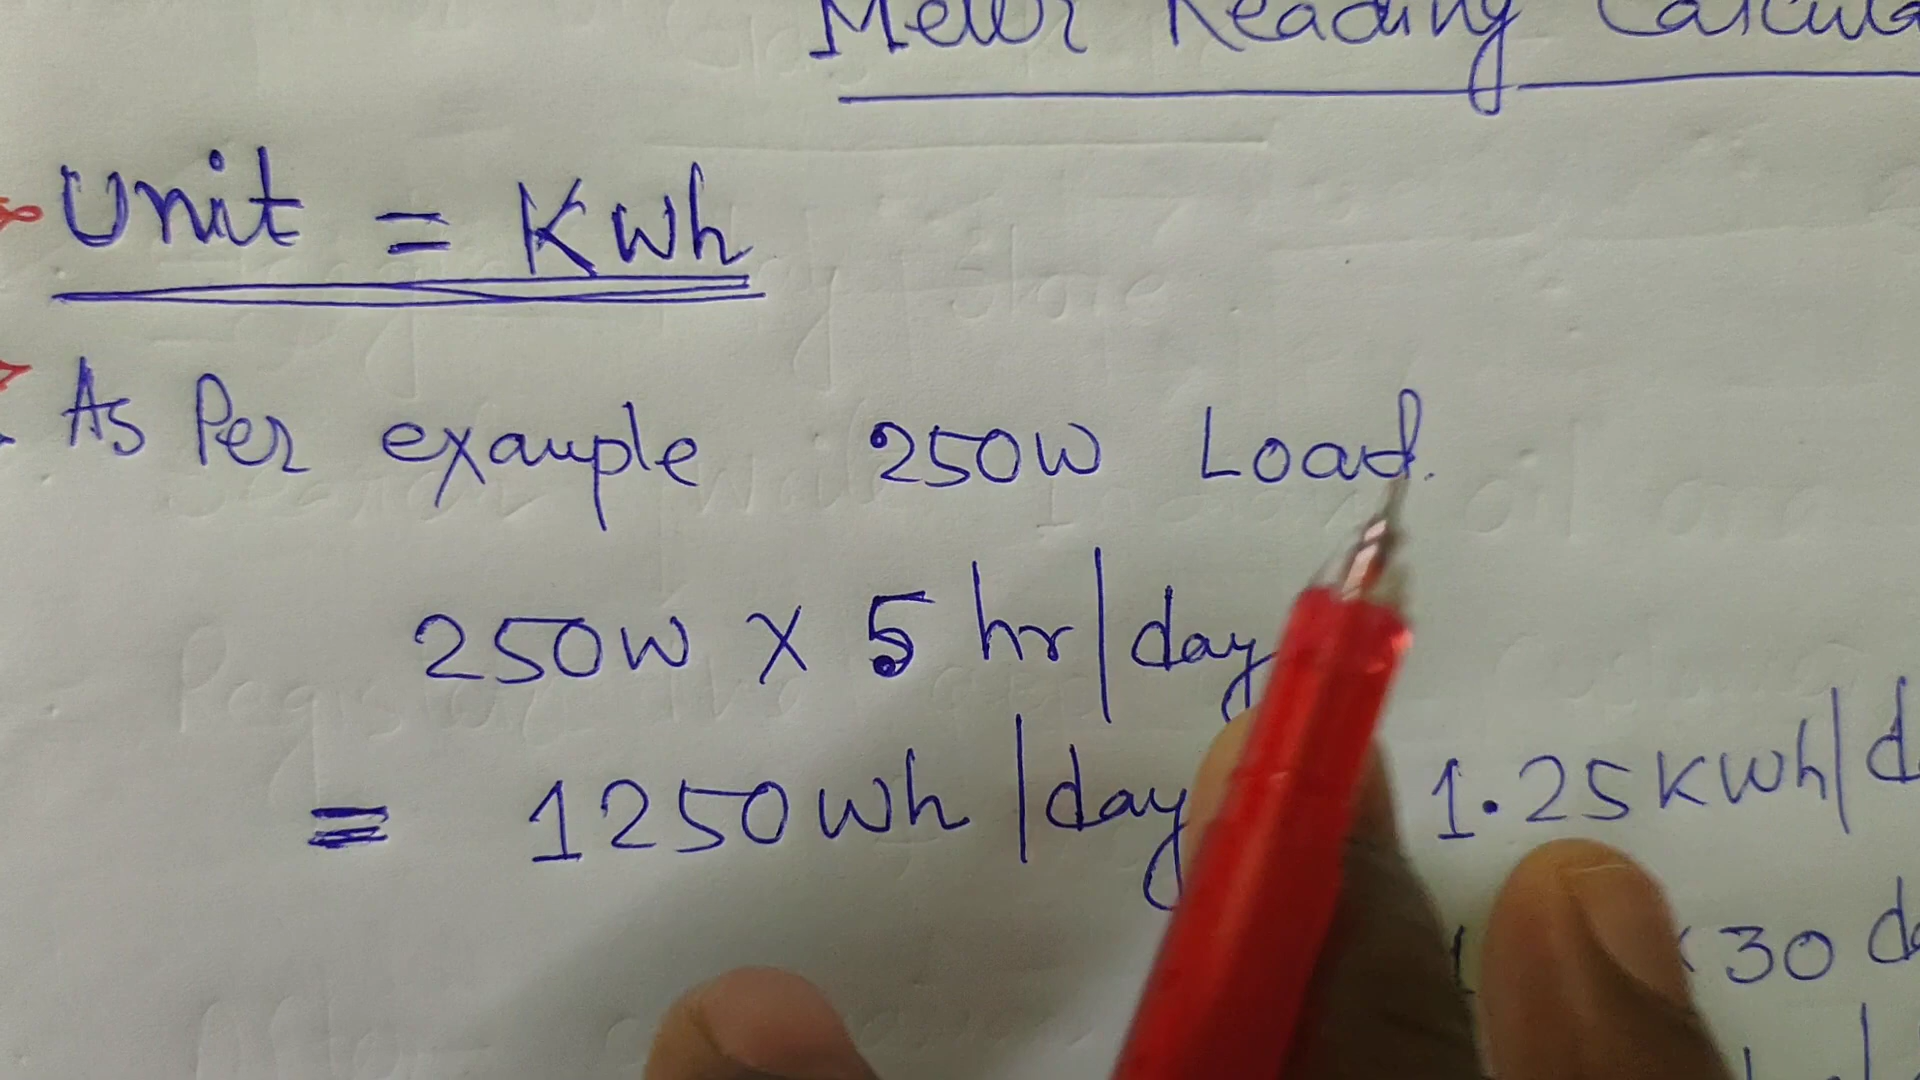 Meter Reading
Unit = KWh
As Per example 250W Load.
250W X 5 hr/day
= 1250Wh/day 1.25KWh/
30